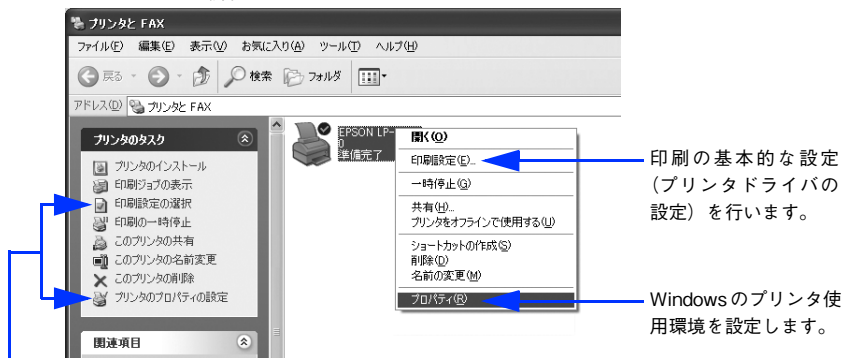 プリンタと FAX
ファイル(F) 編集(E) 表示(V) お気に入り(A) ツール(T) ヘルプ(H)
戻る 検索 フォルダ
アドレス(D) プリンタと FAX
プリンタのタスク
プリンタのインストール
印刷ジョブの表示
印刷設定の選択
印刷の一時停止
このプリンタの共有
このプリンタの名前変更
このプリンタの削除
プリンタのプロパティの設定
関連項目
EPSON LP-
0
準備完了
開く(O)
印刷設定(E)...
一時停止(G)
共有(H)...
プリンタをオフラインで使用する(U)
ショートカットの作成(S)
削除(D)
名前の変更(M)
プロパティ(R)
印刷の基本的な設定
（プリンタドライバの
設定）を行います。
Windowsのプリンタ使
用環境を設定します。